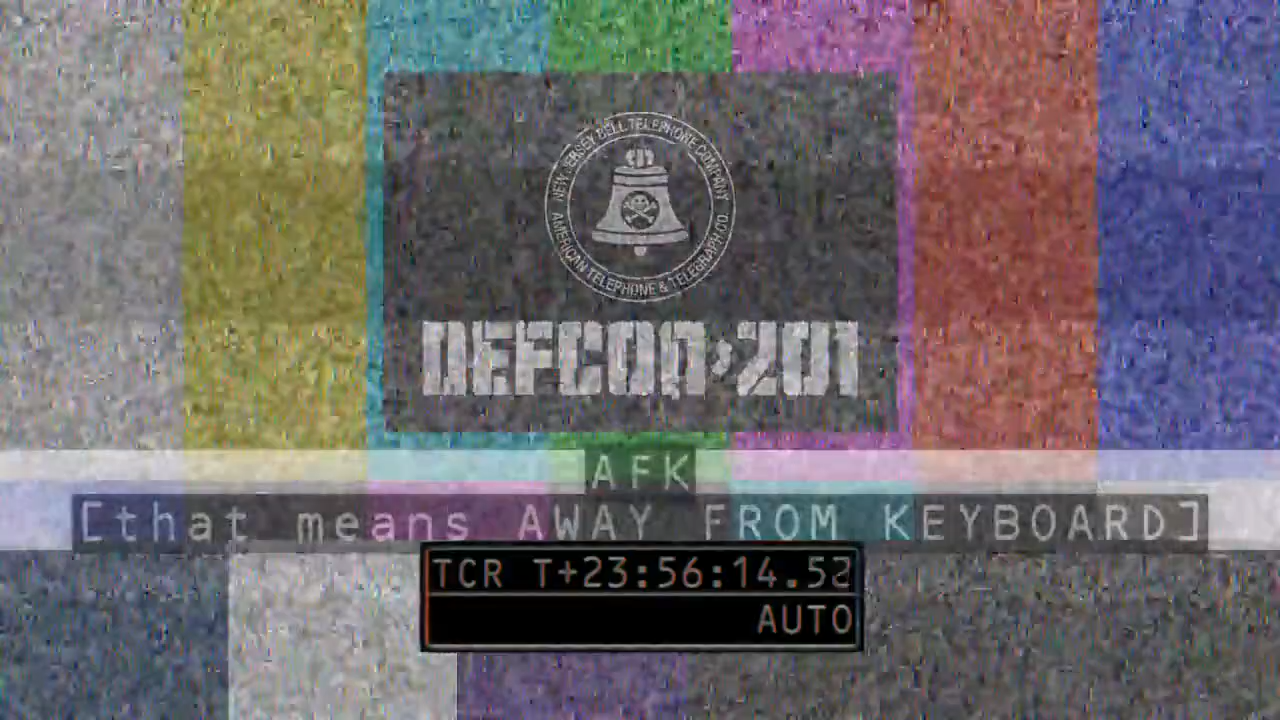 NEW JERSEY BELL TELEPHONE COMPANY
AMERICAN TELEPHONE & TELEGRAPH CO.
DEFCON·201
AFK
[that means AWAY FROM KEYBOARD]
TCR T+23:56:14.52
AUTO